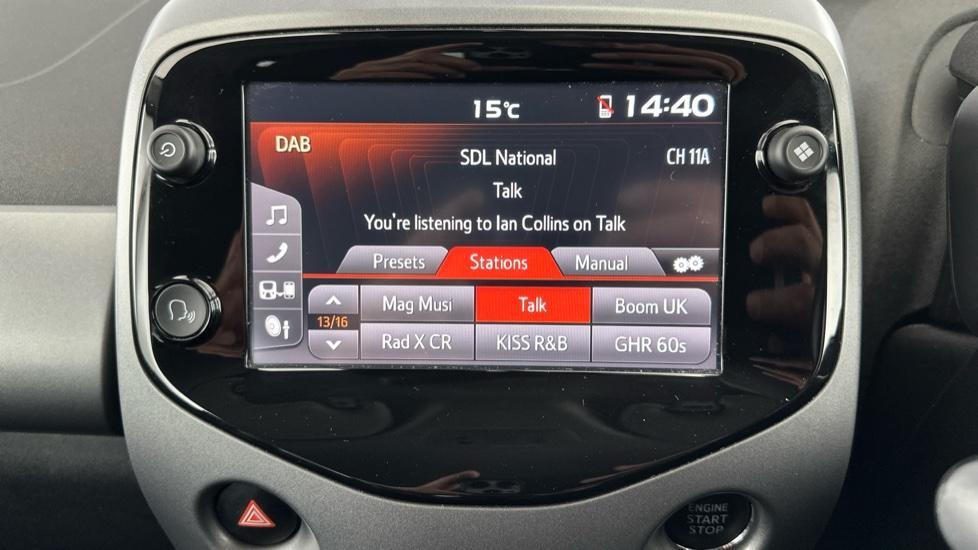 15°C 14:40
DAB
SDL National CH 11A
Talk
You're listening to Ian Collins on Talk
Presets Stations Manual
13/16
Mag Musi Talk Boom UK
Rad X CR KISS R&B GHR 60s
ENGINE
START
STOP